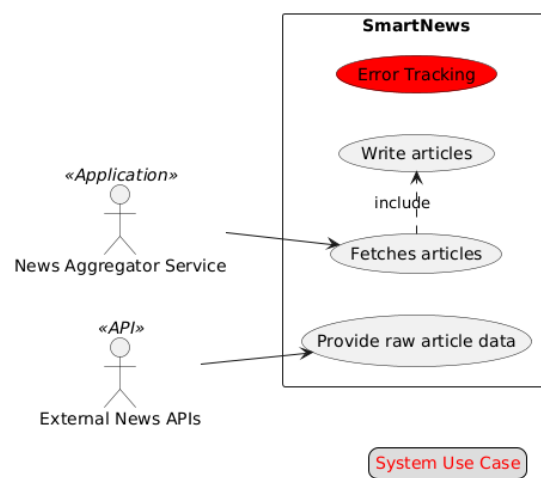 SmartNews
Error Tracking
Write articles
include
«Application»
News Aggregator Service
Fetches articles
«API»
External News APIs
Provide raw article data
System Use Case